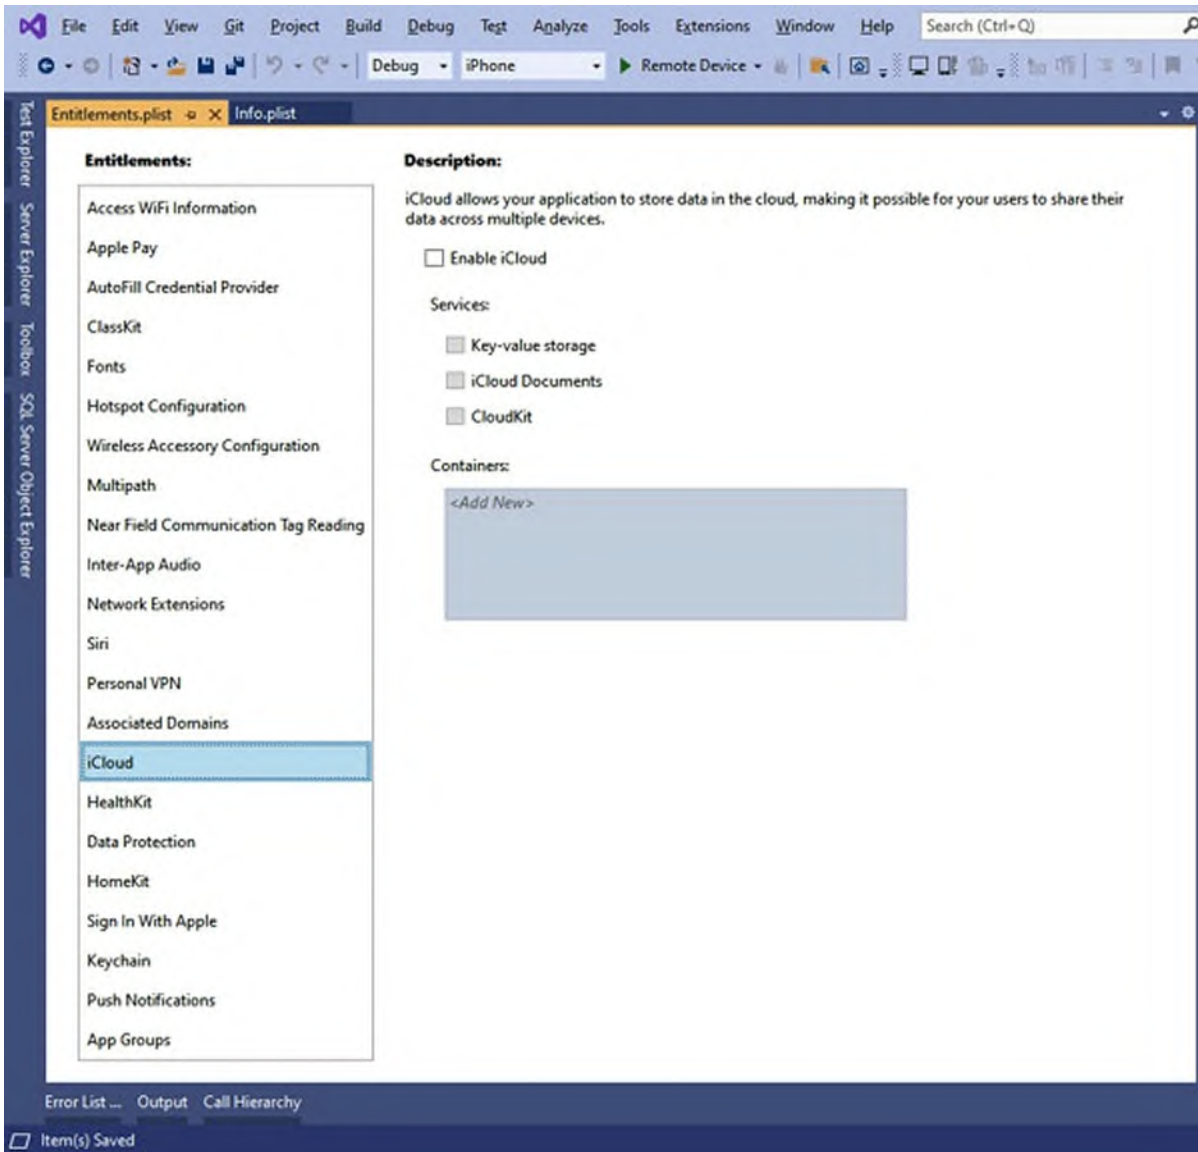 File Edit View Git Project Build Debug Test Analyze Tools Extensions Window Help Search (Ctrl+Q)
Debug iPhone Remote Device
Test Explorer
Server Explorer
Toolbox
SQL Server Object Explorer
Entitlements.plist Info.plist
Entitlements:
Access WiFi Information
Apple Pay
AutoFill Credential Provider
ClassKit
Fonts
Hotspot Configuration
Wireless Accessory Configuration
Multipath
Near Field Communication Tag Reading
Inter-App Audio
Network Extensions
Siri
Personal VPN
Associated Domains
iCloud
HealthKit
Data Protection
HomeKit
Sign In With Apple
Keychain
Push Notifications
App Groups
Description:
iCloud allows your application to store data in the cloud, making it possible for your users to share their
data across multiple devices.
Enable iCloud
Services:
Key-value storage
iCloud Documents
CloudKit
Containers:
<Add New>
Error List ... Output Call Hierarchy
Item(s) Saved